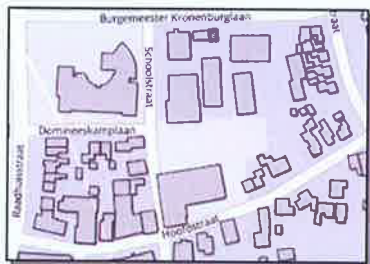 Burgemeester Kronenburglaan
Schoolstraat
Domineeskamplaan
Raadhuisstraat
Hoofdstraat